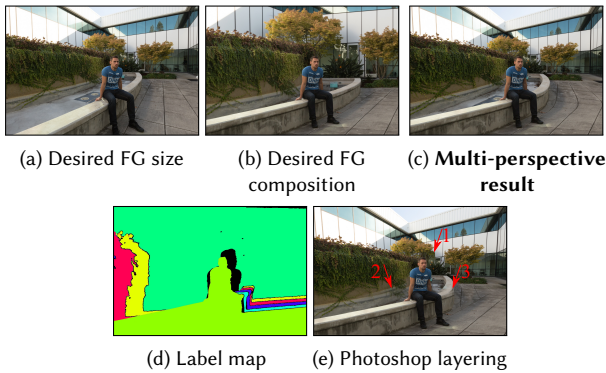 (a) Desired FG size
(b) Desired FG
composition
(c) Multi-perspective
result
1
2
3
(d) Label map
(e) Photoshop layering